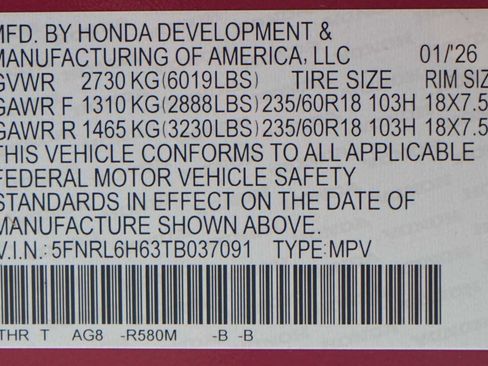 MFD. BY HONDA DEVELOPMENT &
MANUFACTURING OF AMERICA, LLC 01/'26
GVWR 2730 KG(6019LBS) TIRE SIZE RIM SIZ
GAWR F 1310 KG(2888LBS) 235/60R18 103H 18X7.5
GAWR R 1465 KG(3230LBS) 235/60R18 103H 18X7.5
THIS VEHICLE CONFORMS TO ALL APPLICABLE
FEDERAL MOTOR VEHICLE SAFETY
STANDARDS IN EFFECT ON THE DATE OF
MANUFACTURE SHOWN ABOVE.
V.I.N.: 5FNRL6H63TB037091 TYPE:MPV
THR T AG8 -R580M -B -B